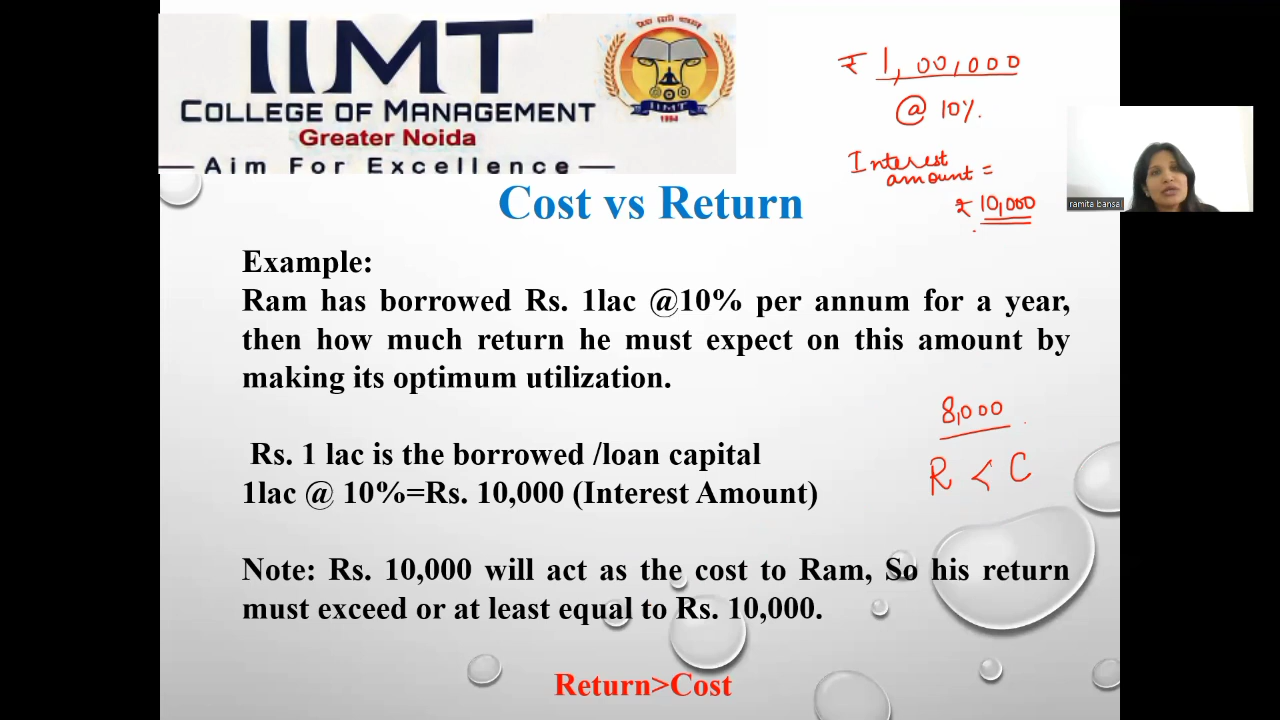 IIMT
COLLEGE OF MANAGEMENT
Greater Noida
Aim For Excellence
IIMT
1994
₹ 1,00,000
@ 10%.
Interest
amount =
₹ 10,000
ramita bansal
Cost vs Return
Example:
Ram has borrowed Rs. 1lac @10% per annum for a year,
then how much return he must expect on this amount by
making its optimum utilization.
8,000
R < C
Rs. 1 lac is the borrowed /loan capital
1lac @ 10%=Rs. 10,000 (Interest Amount)
Note: Rs. 10,000 will act as the cost to Ram, So his return
must exceed or at least equal to Rs. 10,000.
Return>Cost